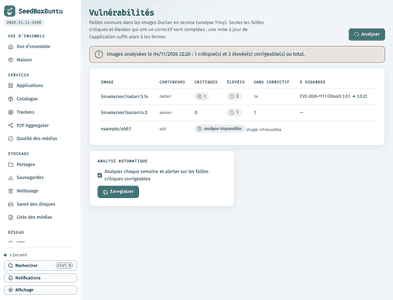 SeedBoxBuntu
2026.11.11-1600
VUE D'ENSEMBLE
Vue d'ensemble
Maison
SERVICES
Applications
Catalogue
Trackers
P2P Aggregator
Qualité des médias
STOCKAGE
Partages
Sauvegardes
Nettoyage
Santé des disques
Liste des médias
RÉSEAU
vincent
Rechercher
Ctrl K
Notifications
Affichage
Vulnérabilités
Failles connues dans les images Docker en service (analyse Trivy). Seules les failles
critiques et élevées qui ont un correctif sont comptées : une mise à jour de
l'application suffit alors à les fermer.
Analyser
Images analysées le 04/11/2026 22:20 : 1 critique(s) et 3 élevée(s) corrigeable(s) au total.
IMAGE CONTENEURS CRITIQUES ÉLEVÉES SANS CORRECTIF À REGARDER
linuxserver/radarr:5.14 radarr 1 2 14 CVE-2026-1111 (libssl3 3.0.1 → 3.0.2)
linuxserver/sonarr:4.0 sonarr 0 1 3 —
example/old:1 old analyse impossible image introuvable
ANALYSE AUTOMATIQUE
Analyser chaque semaine et alerter sur les failles
critiques corrigeables
Enregistrer